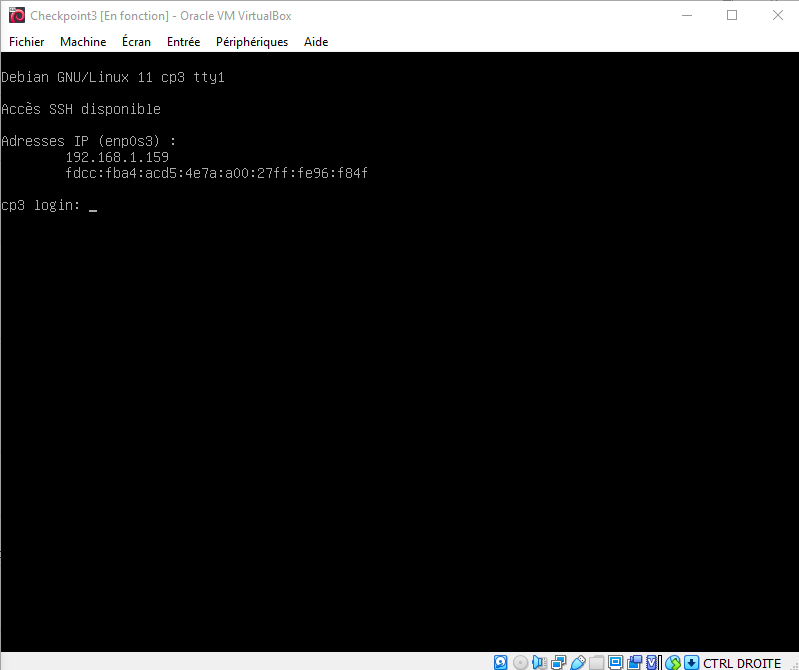 Checkpoint3 [En fonction] - Oracle VM VirtualBox
Fichier Machine Écran Entrée Périphériques Aide
Debian GNU/Linux 11 cp3 tty1
Accès SSH disponible
Adresses IP (enp0s3) :
192.168.1.159
fdcc:fba4:acd5:4e7a:a00:27ff:fe96:f84f
cp3 login: _
CTRL DROITE